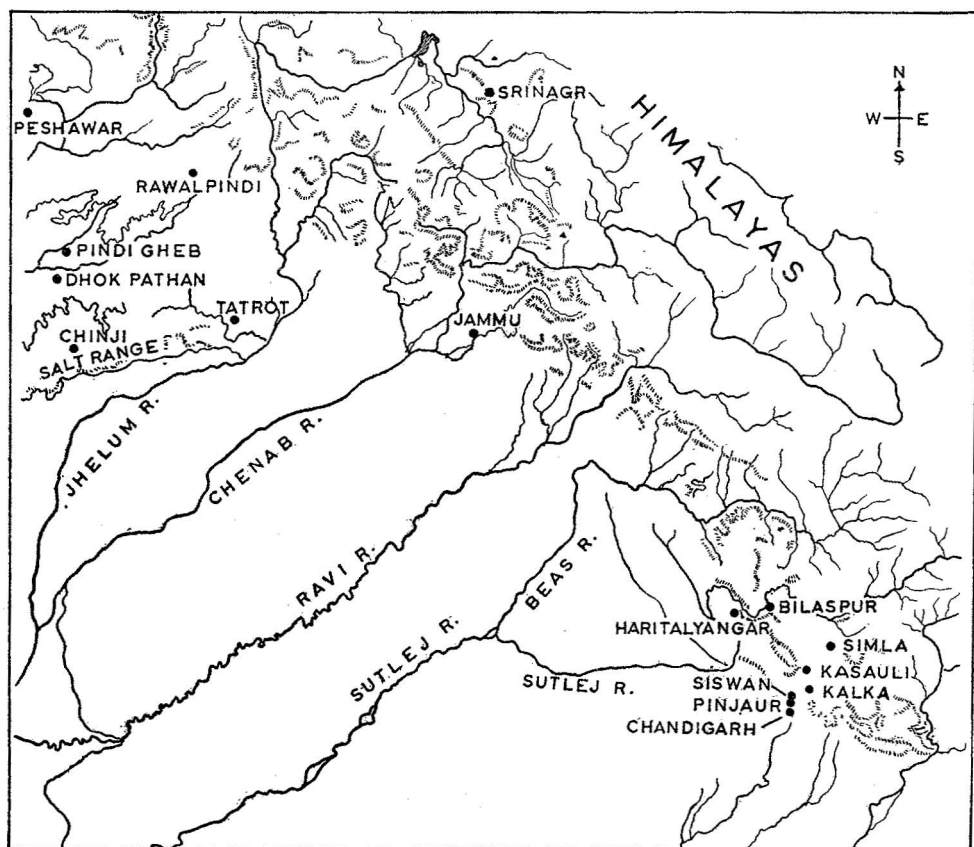 N
SRINAGR
W E
S
PESHAWAR
HIMALAYAS
RAWALPINDI
PINDI GHEB
DHOK PATHAN
TATROT
JAMMU
CHINJI
SALT RANGE
JHELUM R.
CHENAB R.
RAVI R.
BEAS R.
BILASPUR
HARITALYANGAR
SUTLEJ R.
SIMLA
SUTLEJ R.
KASAULI
SISWAN
KALKA
PINJAUR
CHANDIGARH